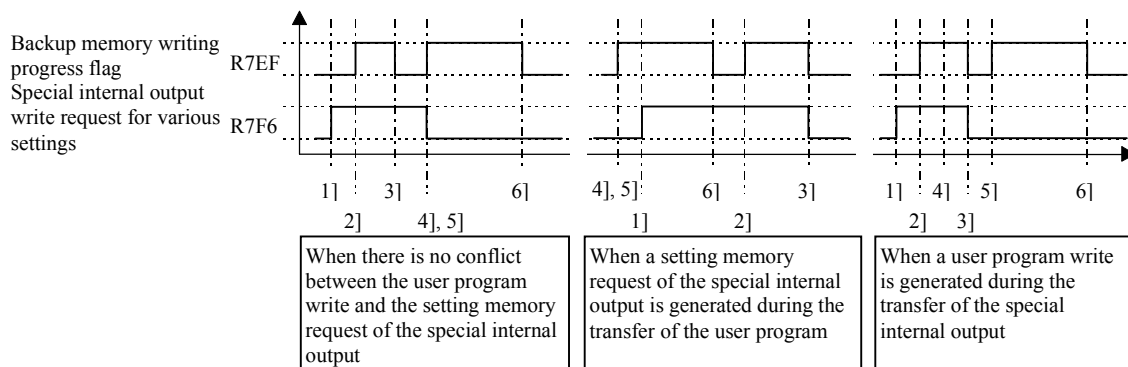 Backup memory writing
progress flag
R7EF
Special internal output
write request for various
settings
R7F6
1] 3] 6] 4], 5] 6] 3] 1] 4] 5] 6]
2] 4], 5] 1] 2] 2] 3]
When there is no conflict
between the user program
write and the setting memory
request of the special internal
output
When a setting memory
request of the special internal
output is generated during the
transfer of the user program
When a user program write
is generated during the
transfer of the special
internal output